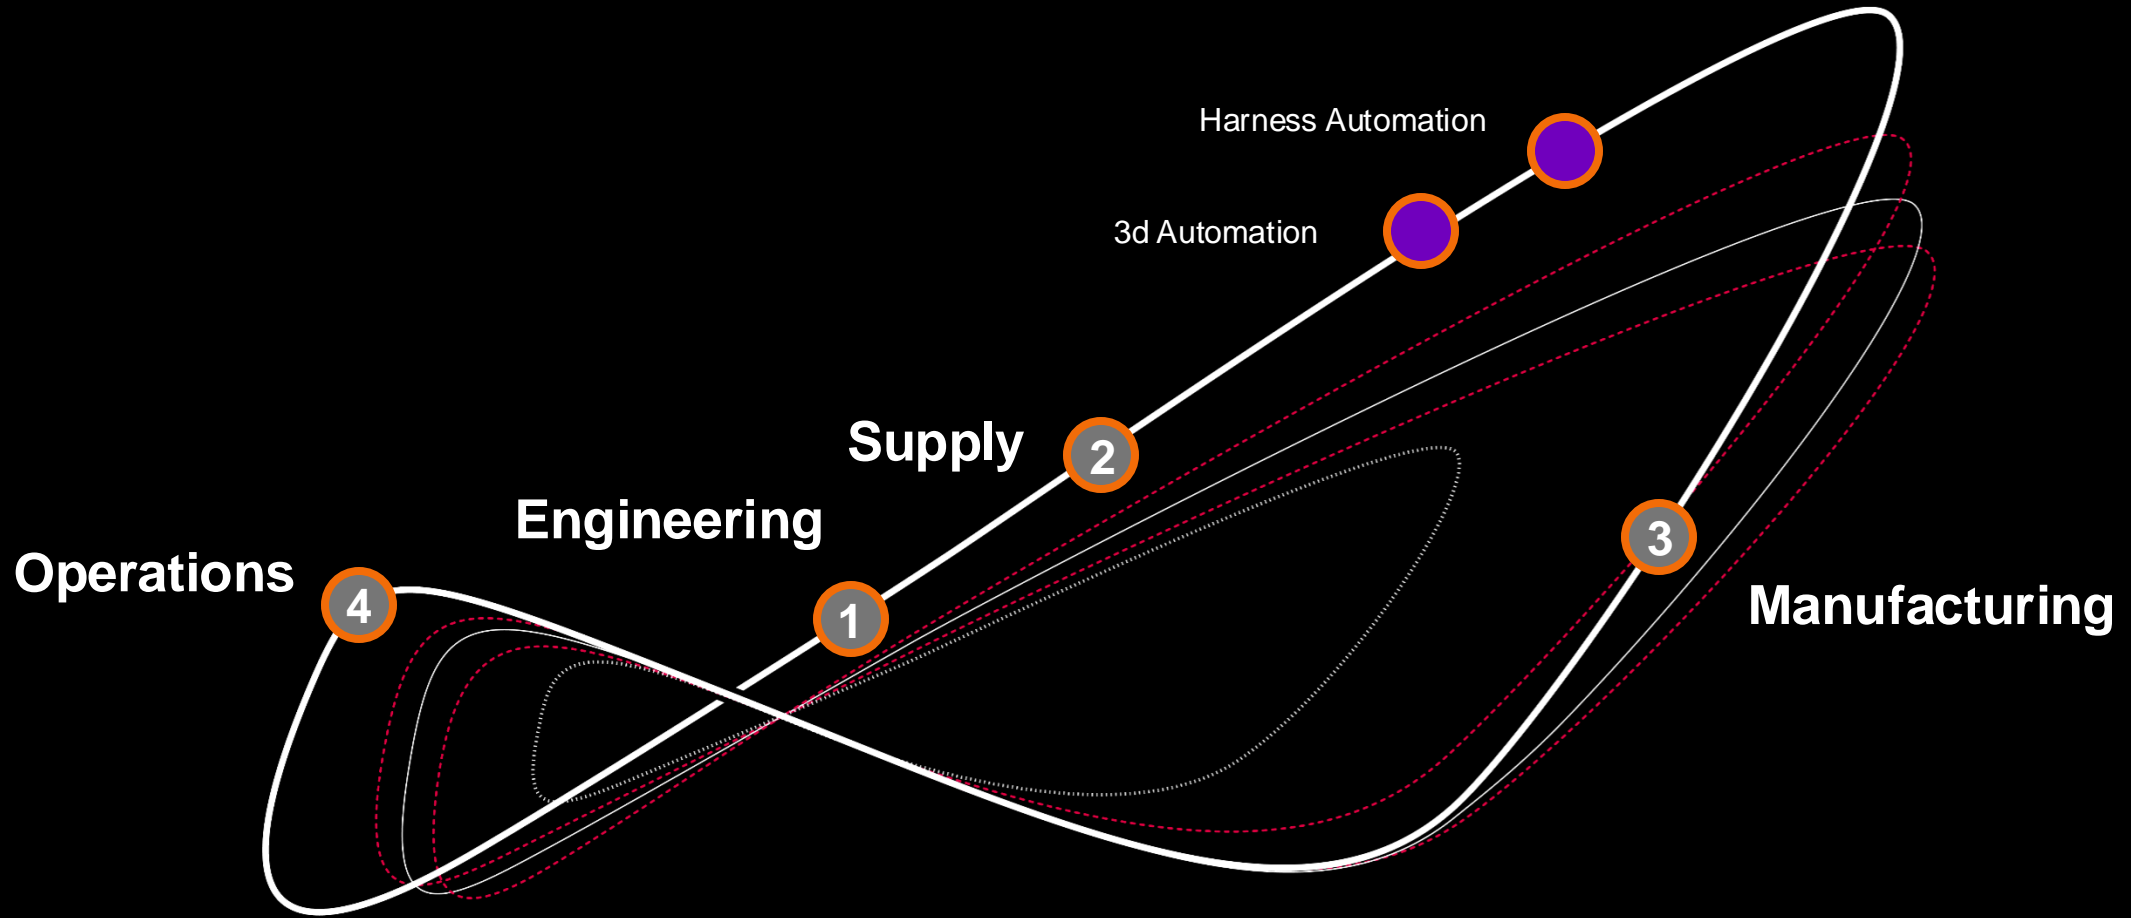 Harness Automation
3d Automation
Supply
2
Engineering
3
Operations
4
1
Manufacturing